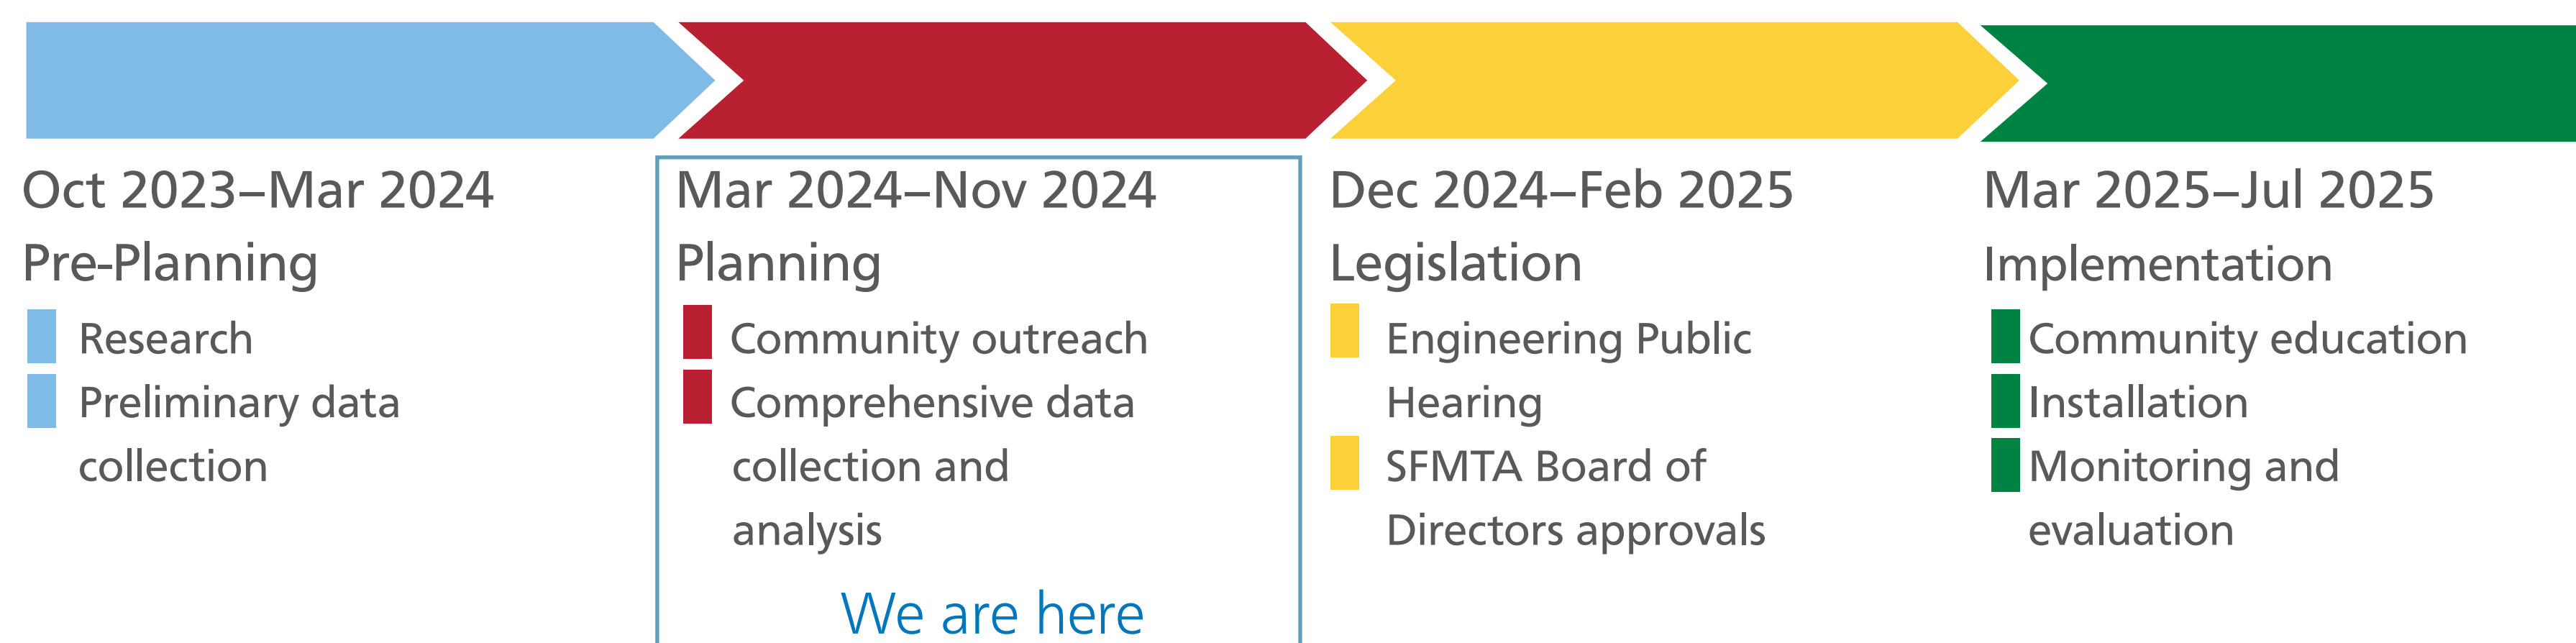 Oct 2023–Mar 2024
Pre-Planning
Research
Preliminary data
collection
Mar 2024–Nov 2024
Planning
Community outreach
Comprehensive data
collection and
analysis
We are here
Dec 2024–Feb 2025
Legislation
Engineering Public
Hearing
SFMTA Board of
Directors approvals
Mar 2025–Jul 2025
Implementation
Community education
Installation
Monitoring and
evaluation